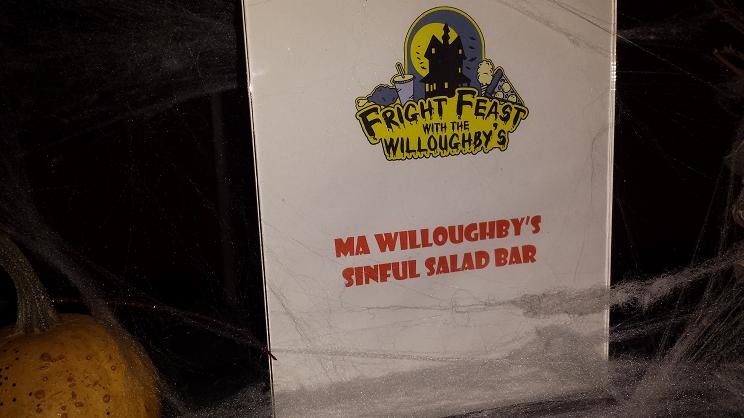 FRIGHT FEAST
WITH THE
WILLOUGHBY'S
MA WILLOUGHBY'S
SINFUL SALAD BAR